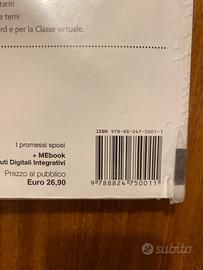 tanti
e temi
rd e per la Classe virtuale.
I promessi sposi
+ MEbook
uti Digitali Integrativi
Prezzo al pubblico
Euro 26,90
ISBN 978-88-247-5001-1
9 788824 750011
subito